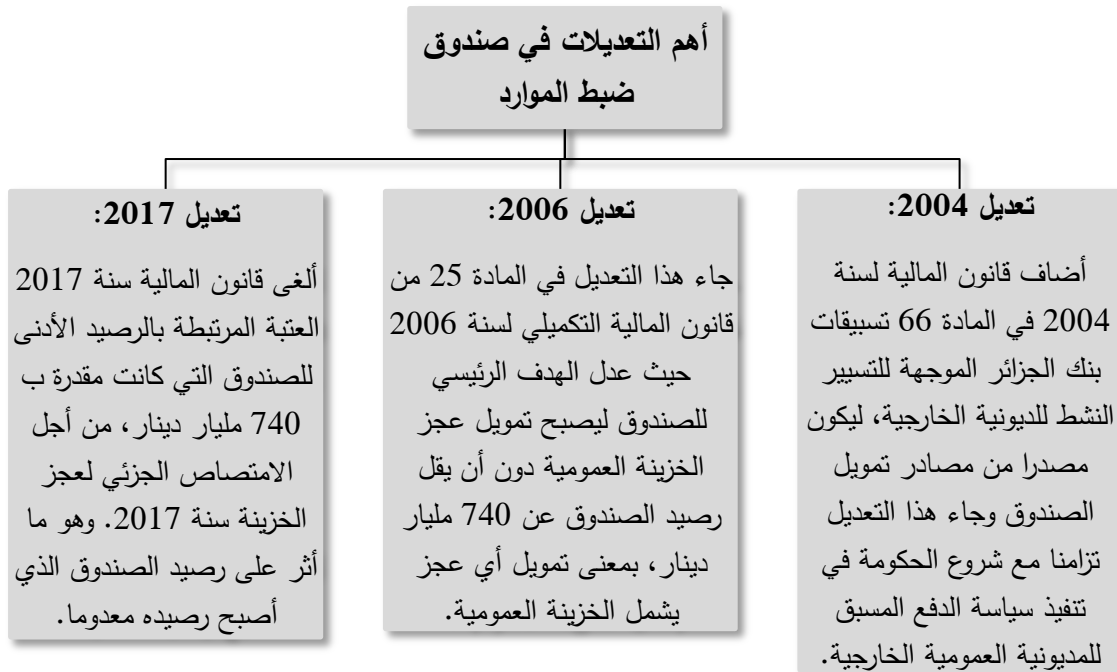 أهم التعديلات في صندوق
ضبط الموارد
تعديل 2004:
أضاف قانون المالية لسنة
2004 في المادة 66 تسبيقات
بنك الجزائر الموجهة للتسيير
النشط للديونية الخارجية، ليكون
مصدرا من مصادر تمويل
الصندوق وجاء هذا التعديل
تزامنا مع شروع الحكومة في
تنفيذ سياسة الدفع المسبق
للمديونية العمومية الخارجية.
تعديل 2006:
جاء هذا التعديل في المادة 25 من
قانون المالية التكميلي لسنة 2006
حيث عدل الهدف الرئيسي
للصندوق ليصبح تمويل عجز
الخزينة العمومية دون أن يقل
رصيد الصندوق عن 740 مليار
دينار، بمعنى تمويل أي عجز
يشمل الخزينة العمومية.
تعديل 2017:
ألغى قانون المالية سنة 2017
العتبة المرتبطة بالرصيد الأدنى
للصندوق التي كانت مقدرة ب
740 مليار دينار، من أجل
الامتصاص الجزئي لعجز
الخزينة سنة 2017. وهو ما
أثر على رصيد الصندوق الذي
أصبح رصيده معدوما.